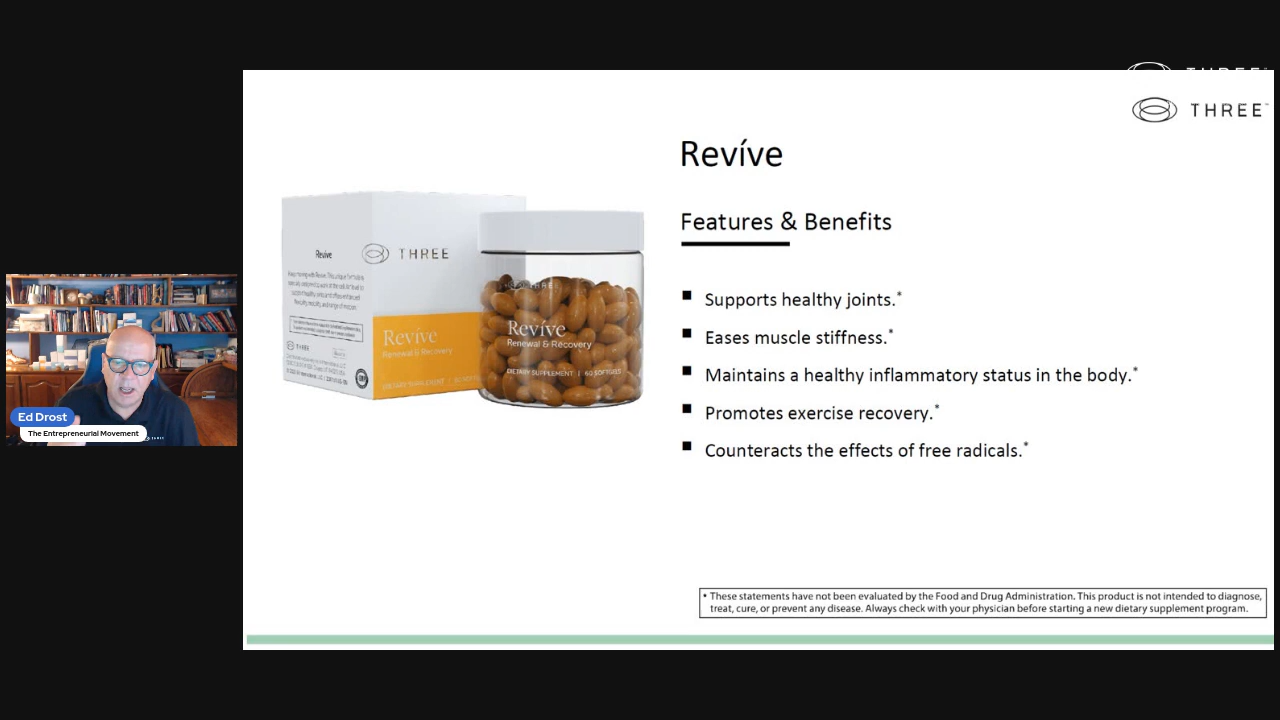 THREE™
Revíve
Features & Benefits
▪ Supports healthy joints.*
▪ Eases muscle stiffness.*
▪ Maintains a healthy inflammatory status in the body.*
▪ Promotes exercise recovery.*
▪ Counteracts the effects of free radicals.*
Revíve
THREE
Revíve
Renewal & Recovery
THREE
THREE
Revíve
Renewal & Recovery
DIETARY SUPPLEMENT | 60 SOFTGELS
Ed Drost
The Entrepreneurial Movement
* These statements have not been evaluated by the Food and Drug Administration. This product is not intended to diagnose,
treat, cure, or prevent any disease. Always check with your physician before starting a new dietary supplement program.